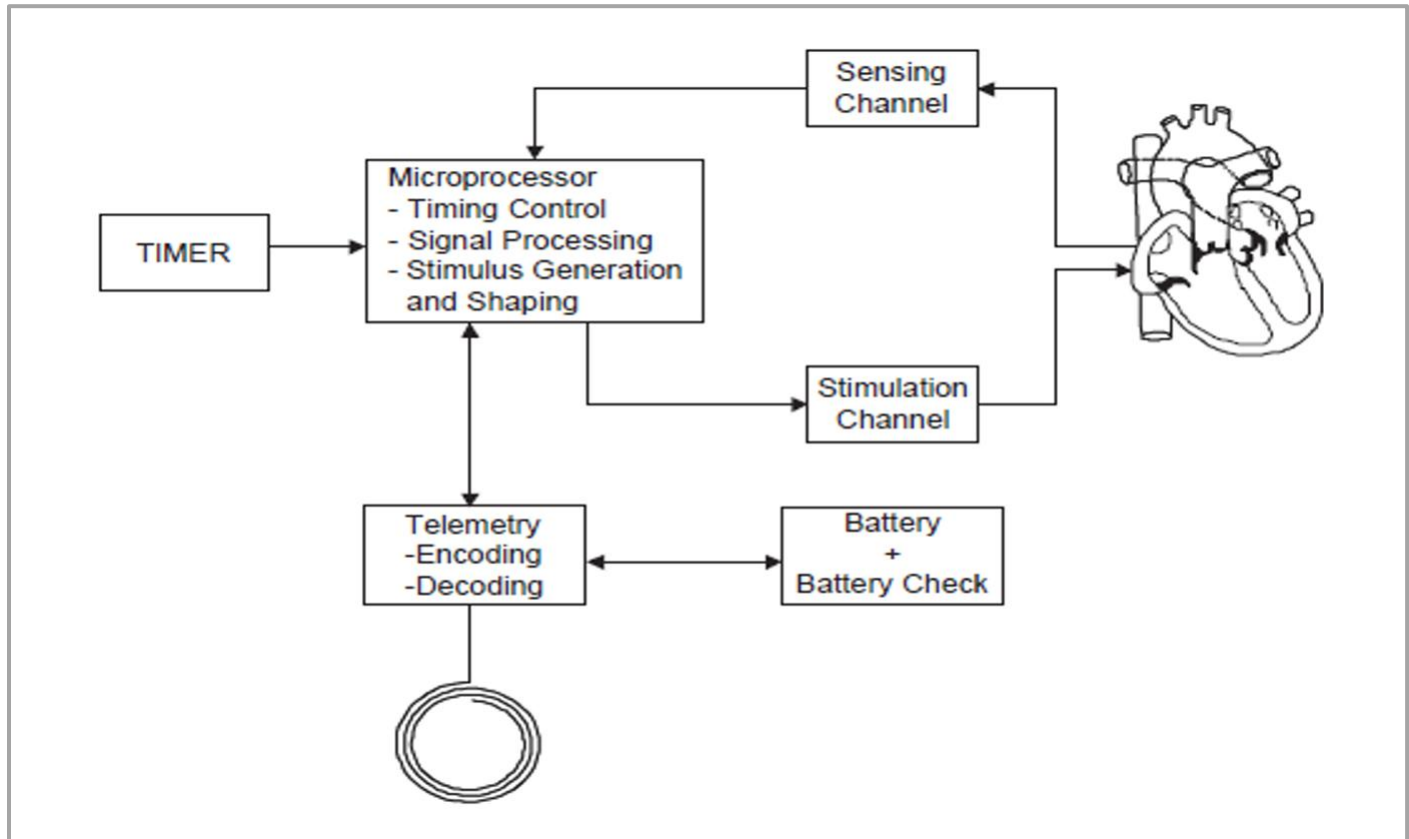 Sensing
Channel
Microprocessor
- Timing Control
- Signal Processing
- Stimulus Generation
and Shaping
TIMER
Stimulation
Channel
Telemetry
-Encoding
-Decoding
Battery
+
Battery Check